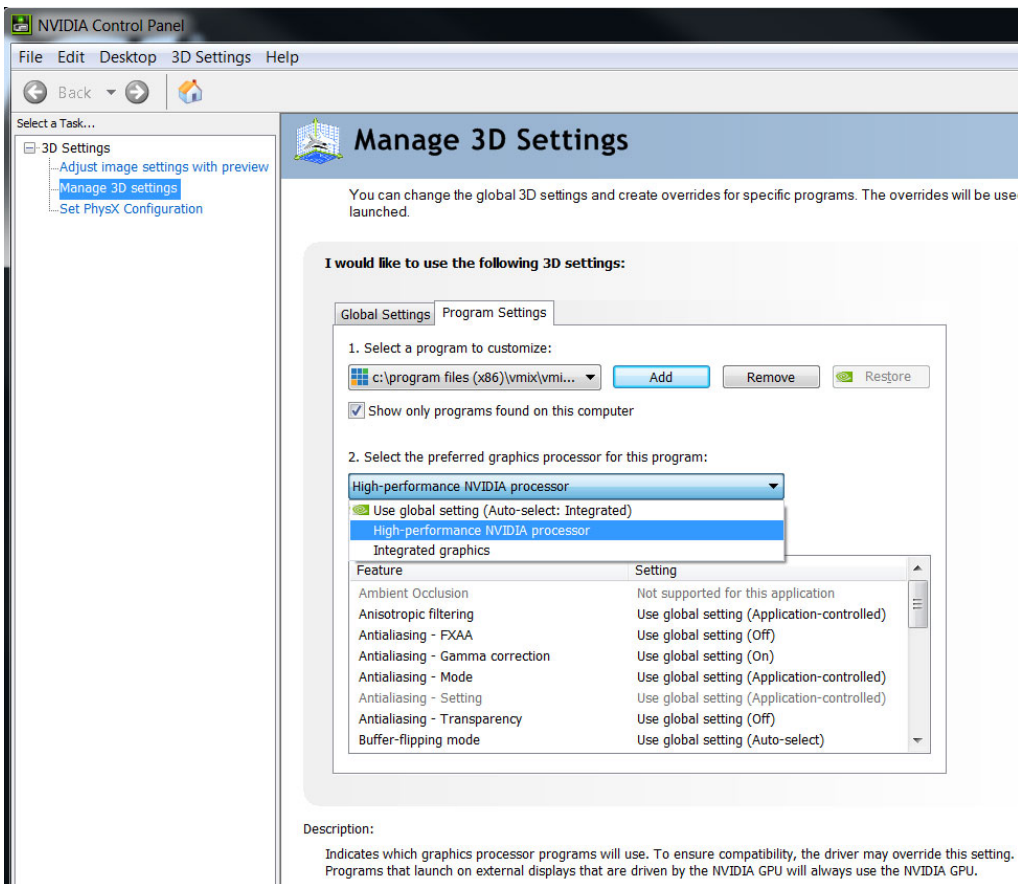 NVIDIA Control Panel
File Edit Desktop 3D Settings Help
Back
Select a Task...
3D Settings
Adjust image settings with preview
Manage 3D settings
Set PhysX Configuration
Manage 3D Settings
You can change the global 3D settings and create overrides for specific programs. The overrides will be use
launched.
I would like to use the following 3D settings:
Global Settings Program Settings
1. Select a program to customize:
c:\program files (x86)\vmix\vmi... Add Remove Restore
Show only programs found on this computer
2. Select the preferred graphics processor for this program:
High-performance NVIDIA processor
Use global setting (Auto-select: Integrated)
High-performance NVIDIA processor
Integrated graphics
Feature Setting
Ambient Occlusion Not supported for this application
Anisotropic filtering Use global setting (Application-controlled)
Antialiasing - FXAA Use global setting (Off)
Antialiasing - Gamma correction Use global setting (On)
Antialiasing - Mode Use global setting (Application-controlled)
Antialiasing - Setting Use global setting (Application-controlled)
Antialiasing - Transparency Use global setting (Off)
Buffer-flipping mode Use global setting (Auto-select)
Description:
Indicates which graphics processor programs will use. To ensure compatibility, the driver may override this setting.
Programs that launch on external displays that are driven by the NVIDIA GPU will always use the NVIDIA GPU.